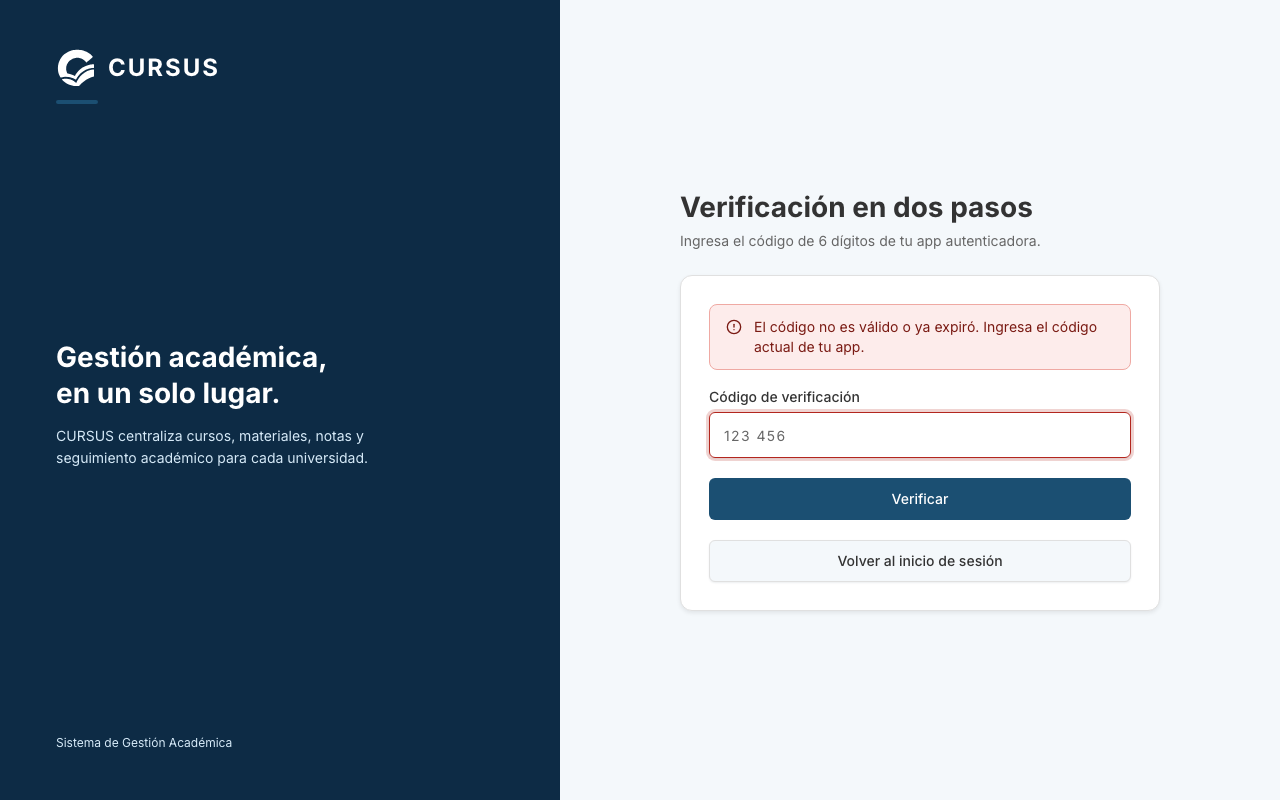 CURSUS
Gestión académica,
en un solo lugar.
CURSUS centraliza cursos, materiales, notas y
seguimiento académico para cada universidad.
Sistema de Gestión Académica
Verificación en dos pasos
Ingresa el código de 6 dígitos de tu app autenticadora.
El código no es válido o ya expiró. Ingresa el código
actual de tu app.
Código de verificación
123 456
Verificar
Volver al inicio de sesión